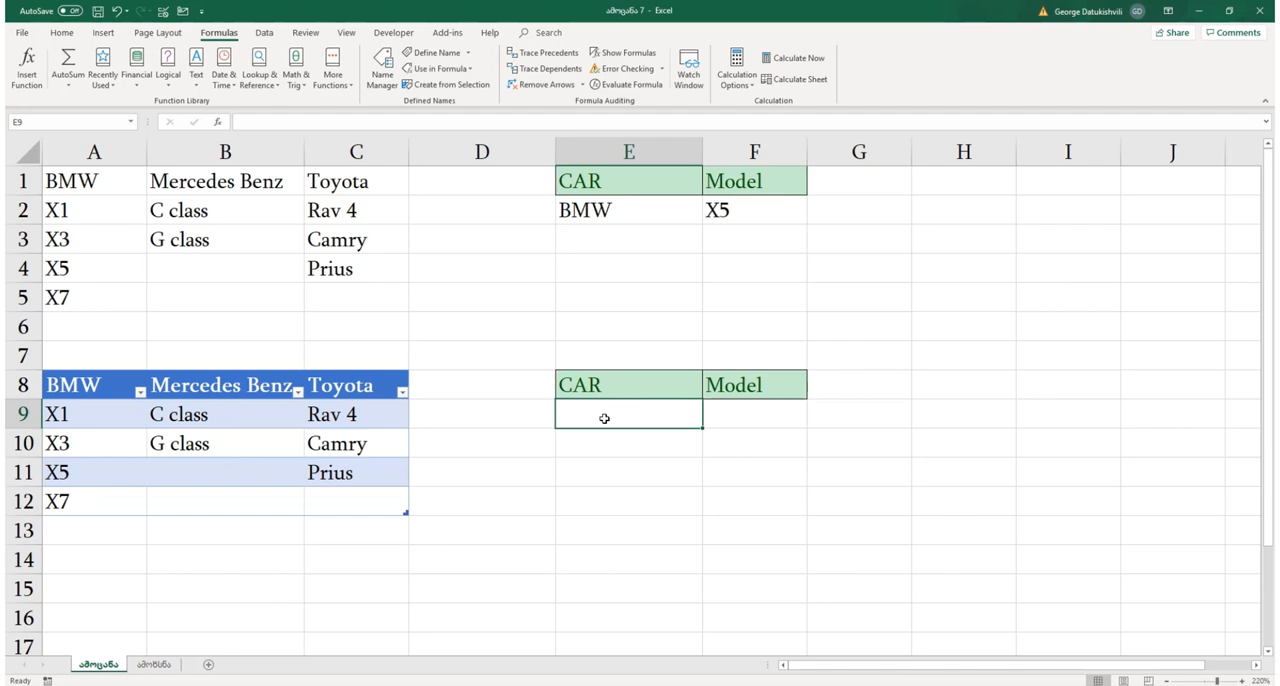 AutoSave Off
ამოცანა 7 - Excel
George Datukishvili GD
File Home Insert Page Layout Formulas Data Review View Developer Add-ins Help Search
Share Comments
fx Insert Function
AutoSum
Recently Used
Financial
Logical
Text
Date & Time
Lookup & Reference
Math & Trig
More Functions
Function Library
Name Manager
Define Name
Use in Formula
Create from Selection
Defined Names
Trace Precedents
Trace Dependents
Remove Arrows
Show Formulas
Error Checking
Evaluate Formula
Formula Auditing
Watch Window
Calculation Options
Calculate Now
Calculate Sheet
Calculation
E9 fx
A B C D E F G H I J
1 BMW Mercedes Benz Toyota CAR Model
2 X1 C class Rav 4 BMW X5
3 X3 G class Camry
4 X5 Prius
5 X7
6
7
8 BMW Mercedes Benz Toyota CAR Model
9 X1 C class Rav 4
10 X3 G class Camry
11 X5 Prius
12 X7
13
14
15
16
17
ამოცანა ამოხსნა
Ready
220%